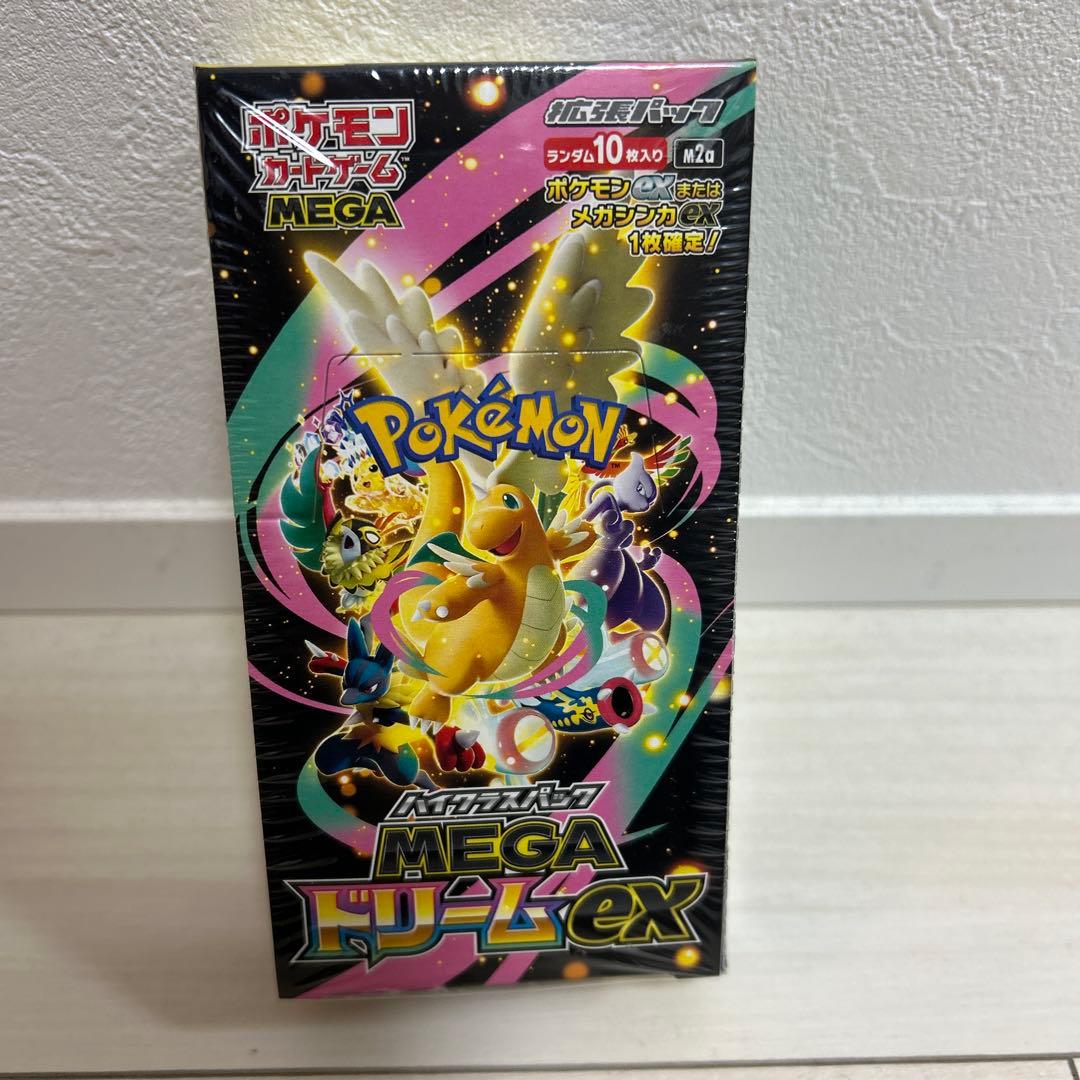 ポケモン
カードゲーム™
MEGA
拡張パック
ランダム10枚入り M2a
ポケモンexまたは
メガシンカex
1枚確定！
POKéMON
TM
ハイクラスパック
MEGA
ドリームex